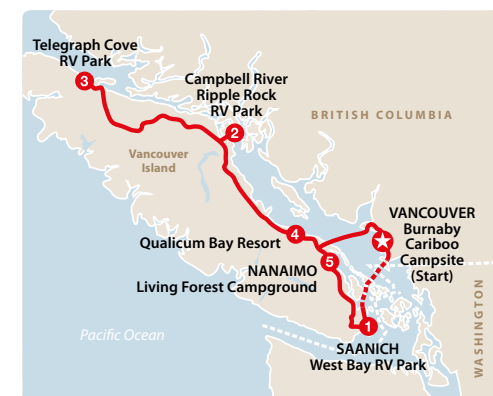 Telegraph Cove
RV Park
3
Campbell River
Ripple Rock
RV Park
2
BRITISH COLUMBIA
Vancouver
Island
VANCOUVER
Burnaby
Cariboo
Campsite
(Start)
4
Qualicum Bay Resort
5
NANAIMO
Living Forest Campground
WASHINGTON
Pacific Ocean
1
SAANICH
West Bay RV Park